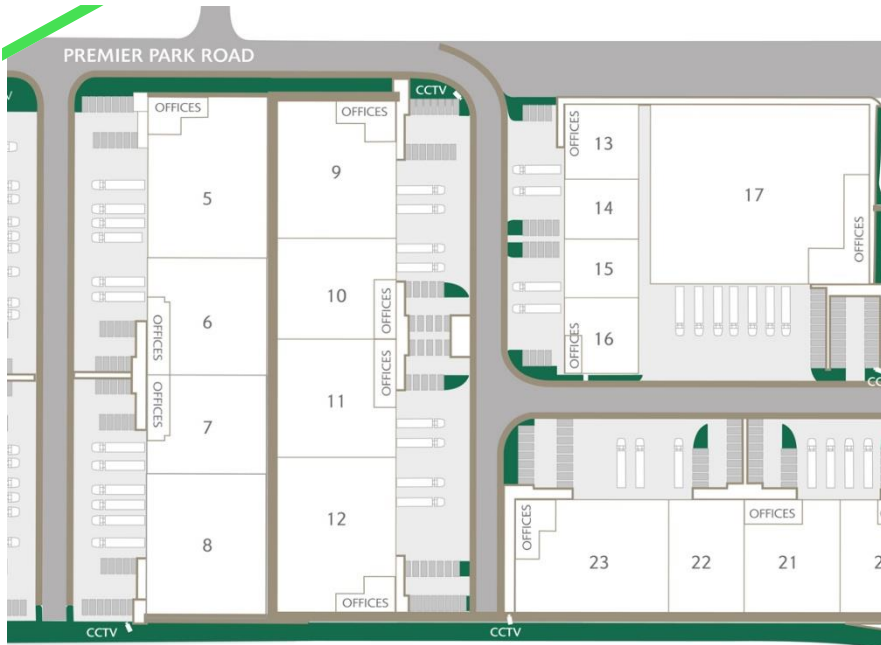 PREMIER PARK ROAD
OFFICES
5
6
OFFICES
OFFICES
7
8
CCTV
OFFICES
9
10
OFFICES
OFFICES
11
12
OFFICES
CCTV
OFFICES
13
14
15
16
OFFICES
17
OFFICES
OFFICES
23
22
OFFICES
21
CCTV